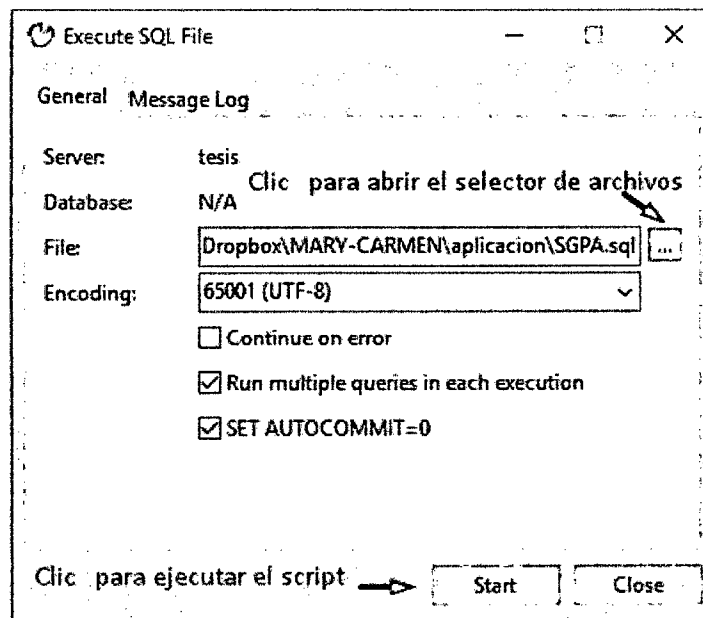 Execute SQL File
General Message Log
Server: tesis
Clic para abrir el selector de archivos
Database: N/A
File: Dropbox\MARY-CARMEN\aplicacion\SGPA.sql ...
Encoding: 65001 (UTF-8)
Continue on error
Run multiple queries in each execution
SET AUTOCOMMIT=0
Clic para ejecutar el script Start Close